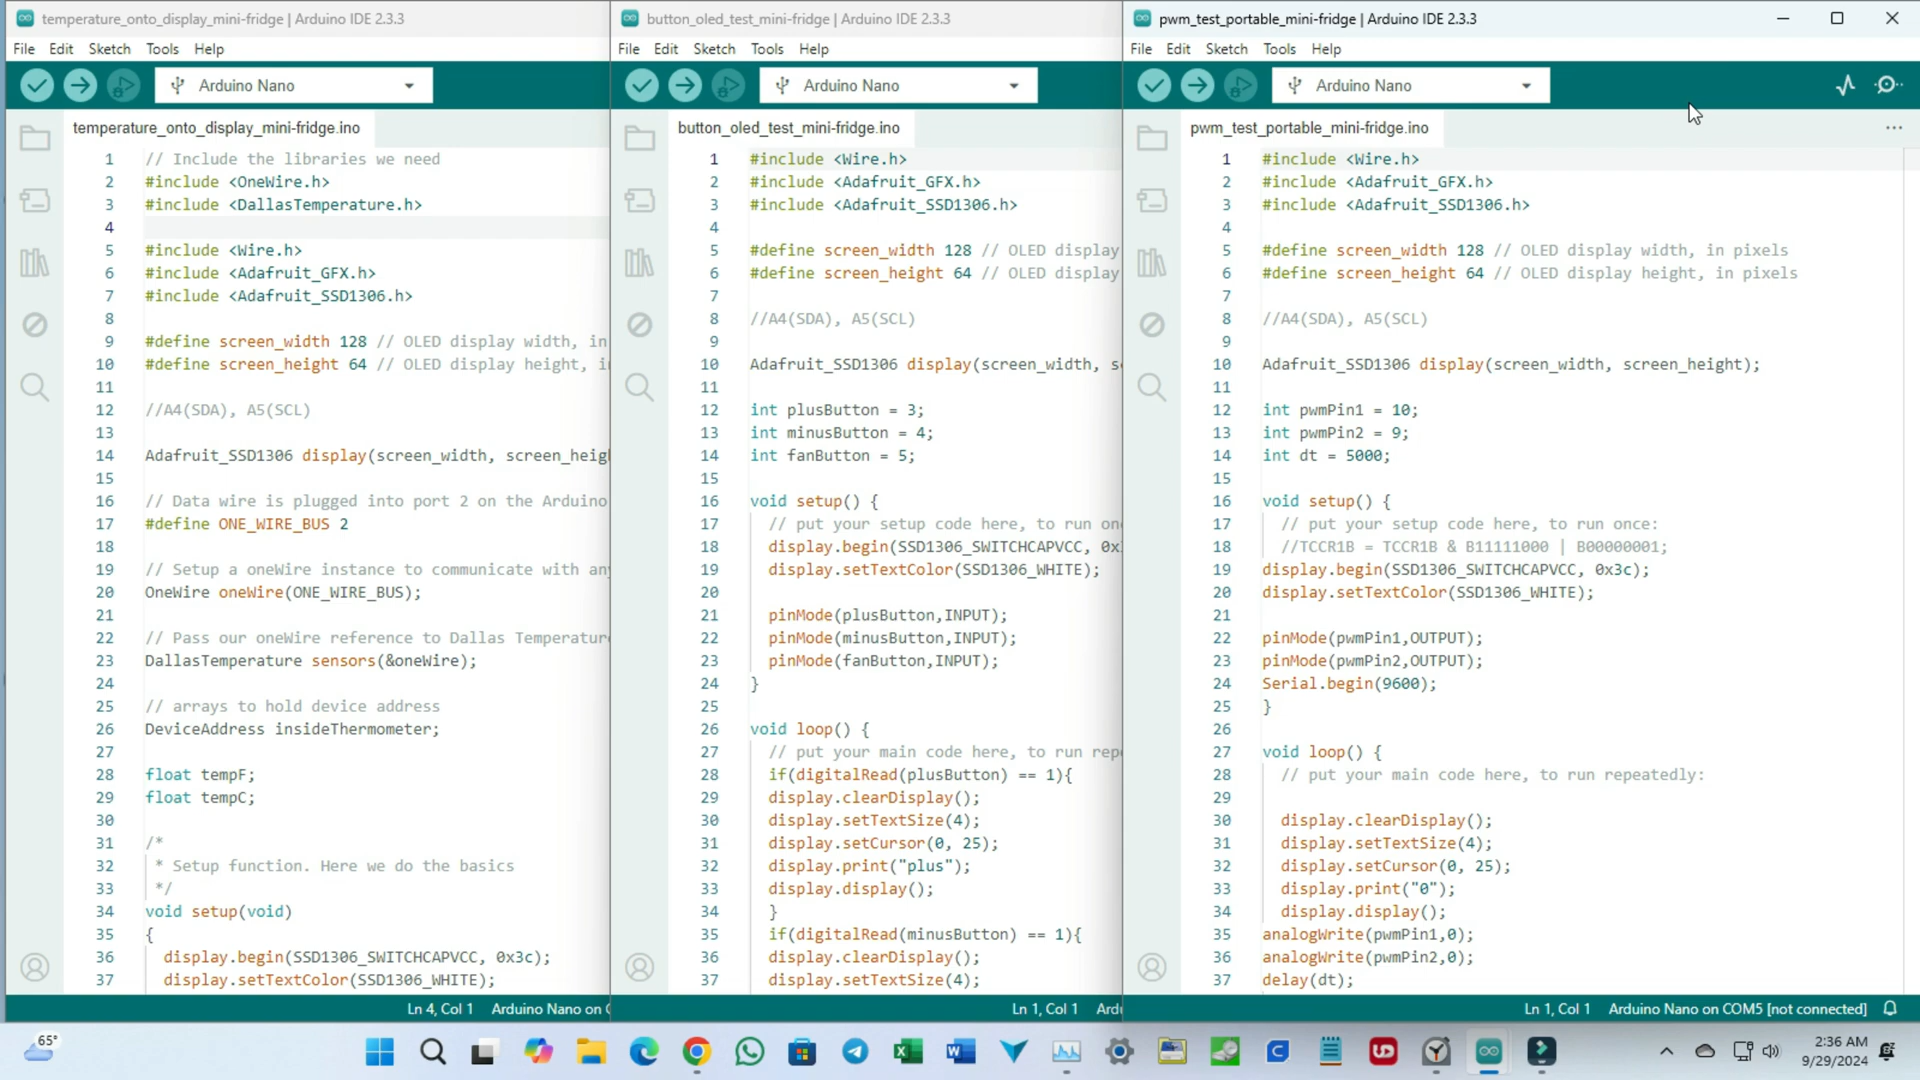 temperature_onto_display_mini-fridge | Arduino IDE 2.3.3
File Edit Sketch Tools Help
Arduino Nano
temperature_onto_display_mini-fridge.ino
1 // Include the libraries we need
2 #include <OneWire.h>
3 #include <DallasTemperature.h>
4
5 #include <Wire.h>
6 #include <Adafruit_GFX.h>
7 #include <Adafruit_SSD1306.h>
8
9 #define screen_width 128 // OLED display width, in
10 #define screen_height 64 // OLED display height, i
11
12 //A4(SDA), A5(SCL)
13
14 Adafruit_SSD1306 display(screen_width, screen_heig
15
16 // Data wire is plugged into port 2 on the Arduino
17 #define ONE_WIRE_BUS 2
18
19 // Setup a oneWire instance to communicate with an
20 OneWire oneWire(ONE_WIRE_BUS);
21
22 // Pass our oneWire reference to Dallas Temperatur
23 DallasTemperature sensors(&oneWire);
24
25 // arrays to hold device address
26 DeviceAddress insideThermometer;
27
28 float tempF;
29 float tempC;
30
31 /*
32 * Setup function. Here we do the basics
33 */
34 void setup(void)
35 {
36 display.begin(SSD1306_SWITCHCAPVCC, 0x3c);
37 display.setTextColor(SSD1306_WHITE);
Ln 4, Col 1 Arduino Nano on
button_oled_test_mini-fridge | Arduino IDE 2.3.3
File Edit Sketch Tools Help
Arduino Nano
button_oled_test_mini-fridge.ino
1 #include <Wire.h>
2 #include <Adafruit_GFX.h>
3 #include <Adafruit_SSD1306.h>
4
5 #define screen_width 128 // OLED display
6 #define screen_height 64 // OLED display
7
8 //A4(SDA), A5(SCL)
9
10 Adafruit_SSD1306 display(screen_width, s
11
12 int plusButton = 3;
13 int minusButton = 4;
14 int fanButton = 5;
15
16 void setup() {
17 // put your setup code here, to run on
18 display.begin(SSD1306_SWITCHCAPVCC, 0x
19 display.setTextColor(SSD1306_WHITE);
20
21 pinMode(plusButton,INPUT);
22 pinMode(minusButton,INPUT);
23 pinMode(fanButton,INPUT);
24 }
25
26 void loop() {
27 // put your main code here, to run rep
28 if(digitalRead(plusButton) == 1){
29 display.clearDisplay();
30 display.setTextSize(4);
31 display.setCursor(0, 25);
32 display.print("plus");
33 display.display();
34 }
35 if(digitalRead(minusButton) == 1){
36 display.clearDisplay();
37 display.setTextSize(4);
Ln 1, Col 1 Ard
pwm_test_portable_mini-fridge | Arduino IDE 2.3.3
File Edit Sketch Tools Help
Arduino Nano
pwm_test_portable_mini-fridge.ino
1 #include <Wire.h>
2 #include <Adafruit_GFX.h>
3 #include <Adafruit_SSD1306.h>
4
5 #define screen_width 128 // OLED display width, in pixels
6 #define screen_height 64 // OLED display height, in pixels
7
8 //A4(SDA), A5(SCL)
9
10 Adafruit_SSD1306 display(screen_width, screen_height);
11
12 int pwmPin1 = 10;
13 int pwmPin2 = 9;
14 int dt = 5000;
15
16 void setup() {
17 // put your setup code here, to run once:
18 //TCCR1B = TCCR1B & B11111000 | B00000001;
19 display.begin(SSD1306_SWITCHCAPVCC, 0x3c);
20 display.setTextColor(SSD1306_WHITE);
21
22 pinMode(pwmPin1,OUTPUT);
23 pinMode(pwmPin2,OUTPUT);
24 Serial.begin(9600);
25 }
26
27 void loop() {
28 // put your main code here, to run repeatedly:
29
30 display.clearDisplay();
31 display.setTextSize(4);
32 display.setCursor(0, 25);
33 display.print("0");
34 display.display();
35 analogWrite(pwmPin1,0);
36 analogWrite(pwmPin2,0);
37 delay(dt);
Ln 1, Col 1 Arduino Nano on COM5 [not connected]
65°
2:36 AM
9/29/2024